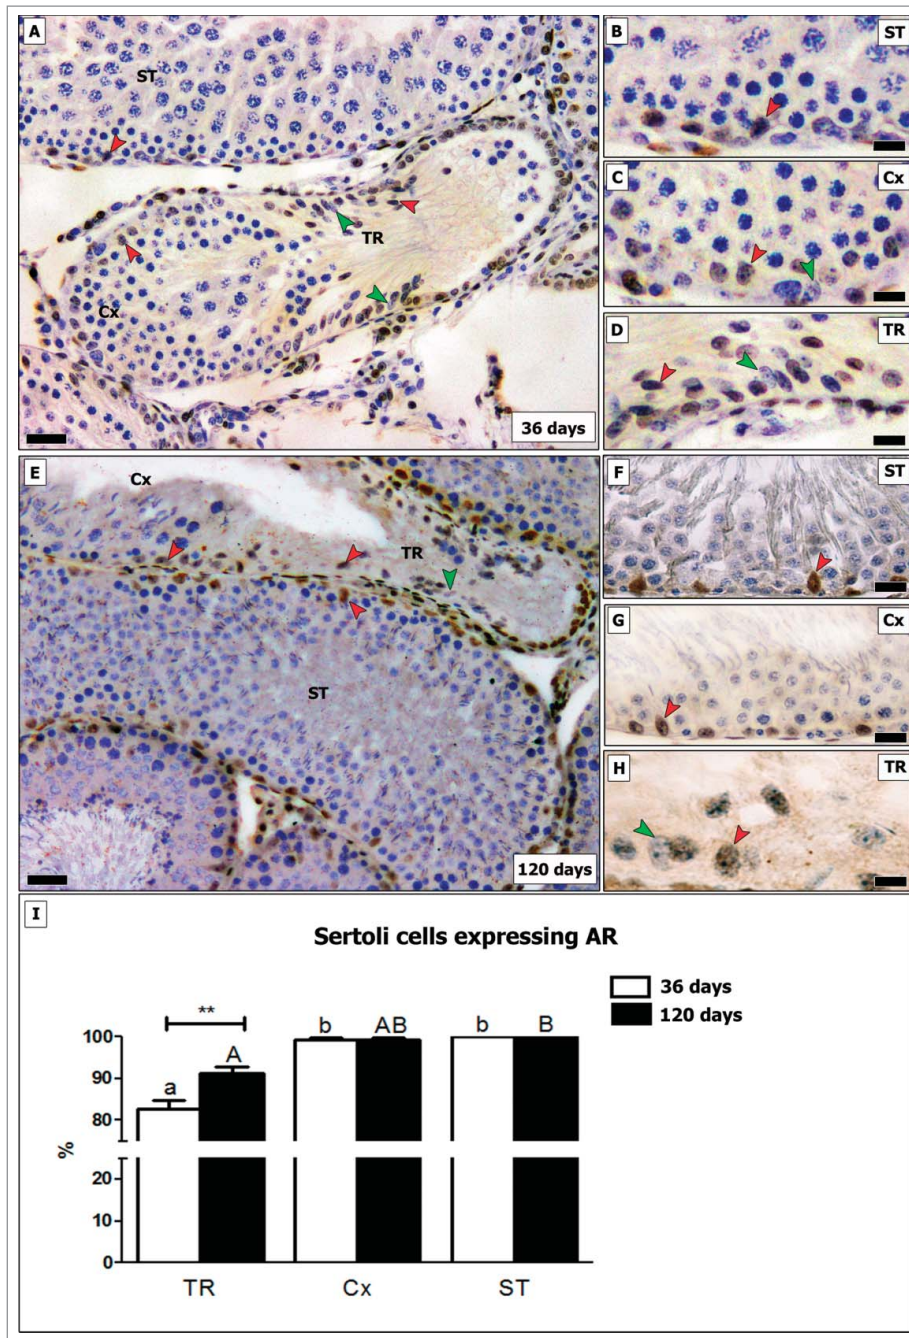 A
ST
TR
Cx
36 days
B
ST
C
Cx
D
TR
E
Cx
TR
ST
120 days
F
ST
G
Cx
H
TR
I
Sertoli cells expressing AR
36 days
120 days
**
a
A
b
AB
b
B
100
90
80
20
10
0
%
TR
Cx
ST